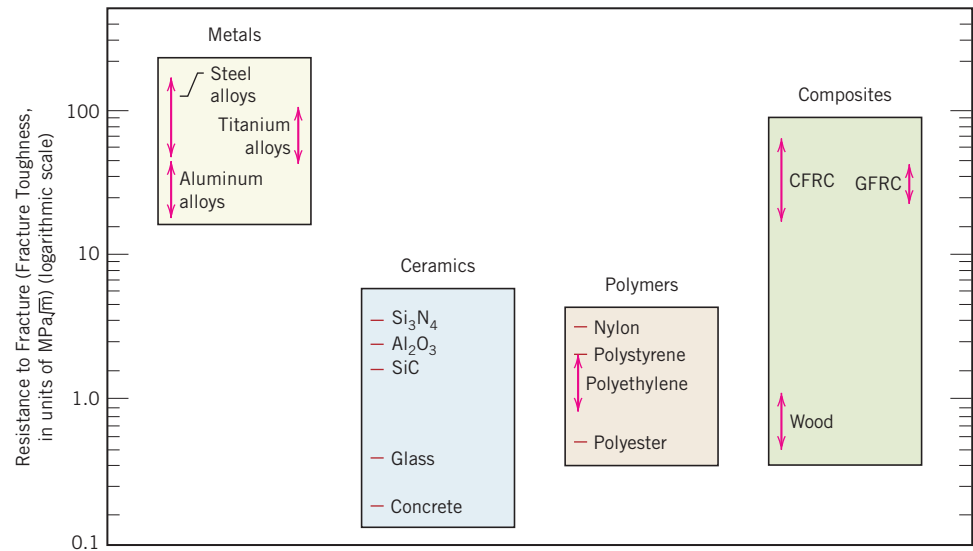 Resistance to Fracture (Fracture Toughness,
in units of MPa√m) (logarithmic scale)
100
10
1.0
0.1
Metals
Steel
alloys
Titanium
alloys
Aluminum
alloys
Ceramics
Si₃N₄
Al₂O₃
SiC
Glass
Concrete
Polymers
Nylon
Polystyrene
Polyethylene
Polyester
Composites
CFRC
GFRC
Wood